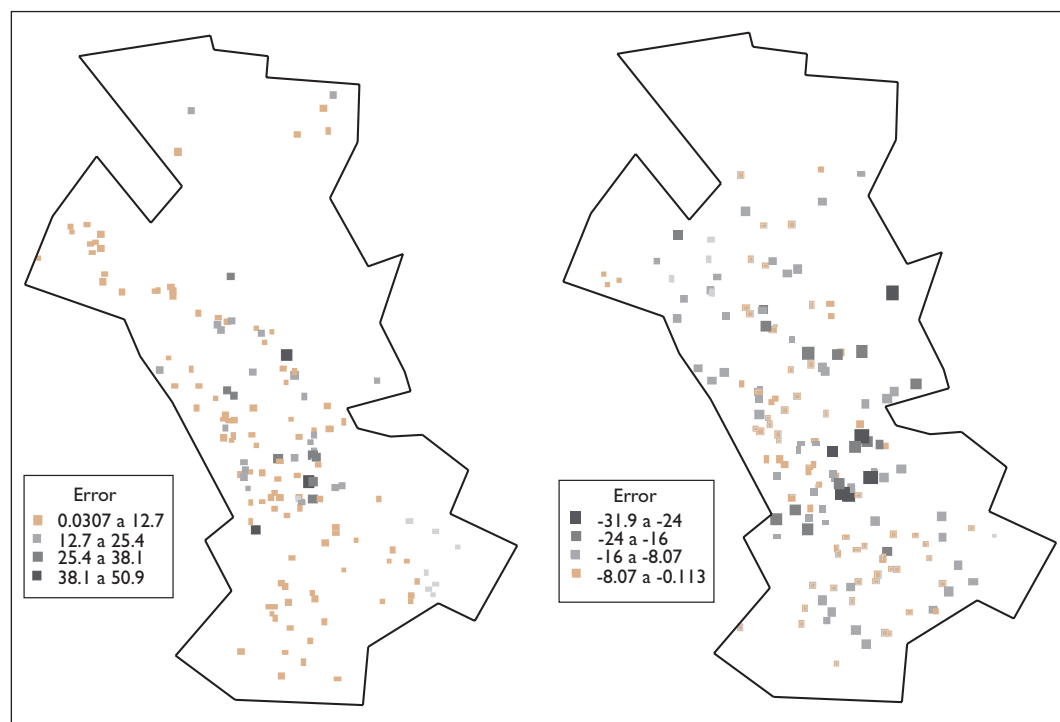 Error
0.0307 a 12.7
12.7 a 25.4
25.4 a 38.1
38.1 a 50.9
Error
-31.9 a -24
-24 a -16
-16 a -8.07
-8.07 a -0.113